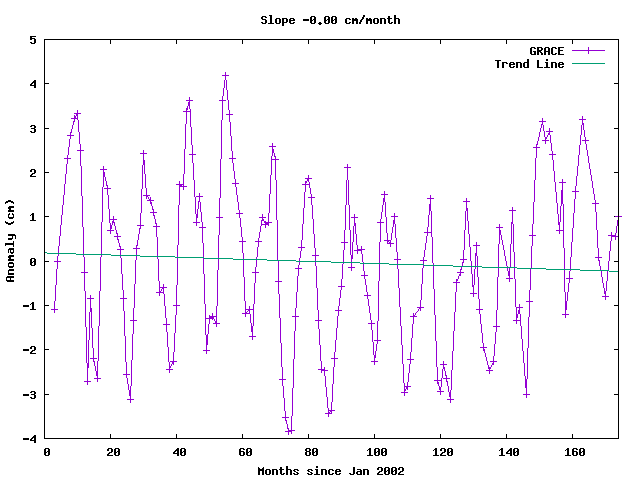 Slope -0.00 cm/month
GRACE
Trend Line
5
4
3
2
1
0
-1
-2
-3
-4
Anomaly (cm)
0 20 40 60 80 100 120 140 160
Months since Jan 2002